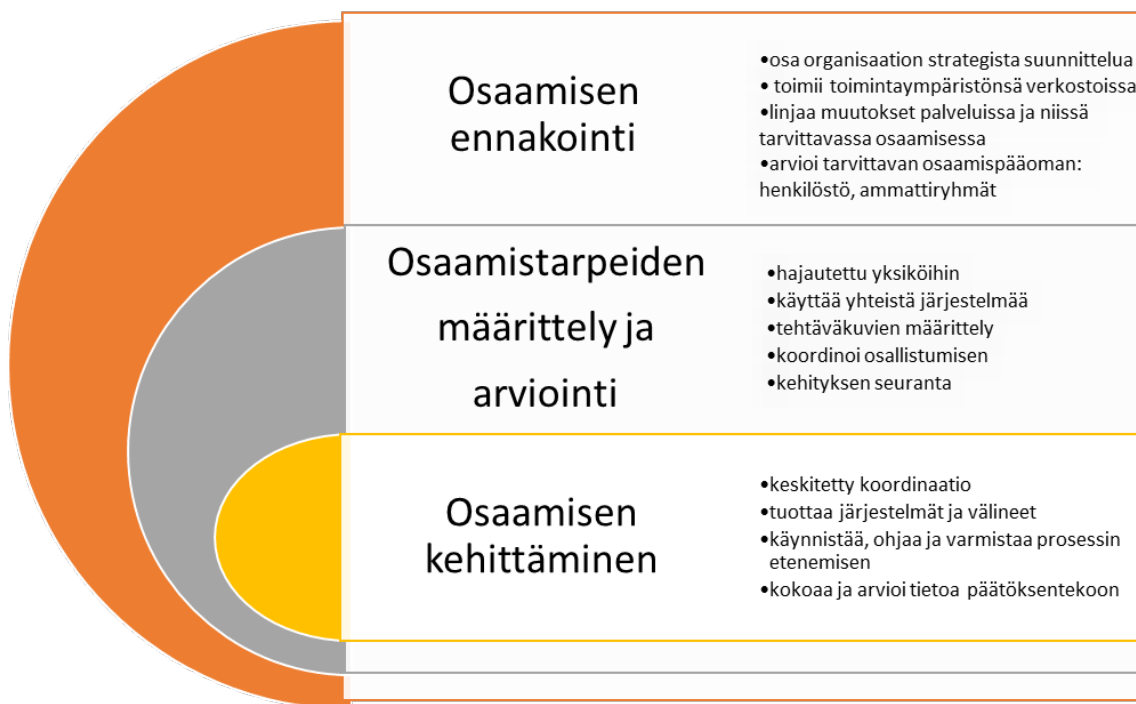 Osaamisen
ennakointi
•osa organisaation strategista suunnittelua
• toimii toimintaympäristönsä verkostoissa
•linjaa muutokset palveluissa ja niissä
tarvittavassa osaamisessa
•arvioi tarvittavan osaamispääoman:
henkilöstö, ammattiryhmät
Osaamistarpeiden
määrittely ja
arviointi
•hajautettu yksiköihin
•käyttää yhteistä järjestelmää
•tehtäväkuvien määrittely
•koordinoi osallistumisen
•kehityksen seuranta
Osaamisen
kehittäminen
•keskitetty koordinaatio
•tuottaa järjestelmät ja välineet
•käynnistää, ohjaa ja varmistaa prosessin
etenemisen
•kokoaa ja arvioi tietoa päätöksentekoon